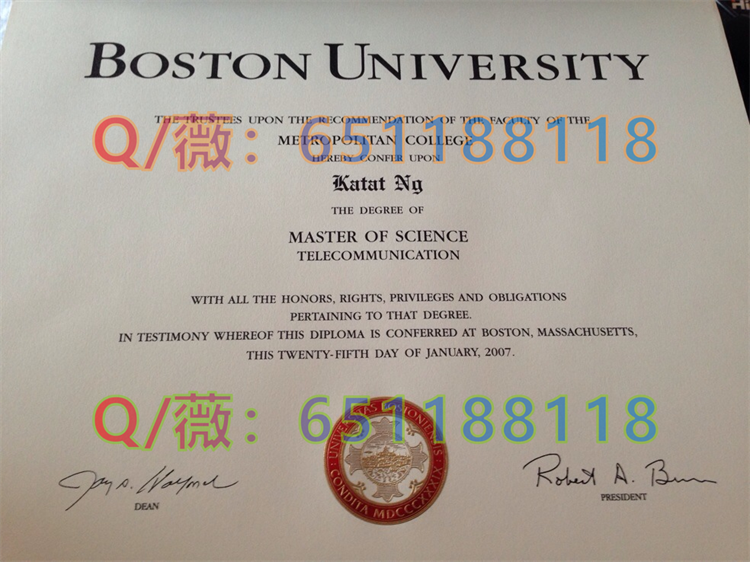 BOSTON UNIVERSITY
THE TRUSTEES UPON THE RECOMMENDATION OF THE FACULTY OF THE
Q/薇：651188118
METROPOLITAN COLLEGE
HEREBY CONFER UPON
Katat Ng
THE DEGREE OF
MASTER OF SCIENCE
TELECOMMUNICATION
WITH ALL THE HONORS, RIGHTS, PRIVILEGES AND OBLIGATIONS
PERTAINING TO THAT DEGREE.
IN TESTIMONY WHEREOF THIS DIPLOMA IS CONFERRED AT BOSTON, MASSACHUSETTS,
THIS TWENTY-FIFTH DAY OF JANUARY, 2007.
Q/薇：651188118
CONDITA MDCCCXXXIX
Robert A.
DEAN
PRESIDENT